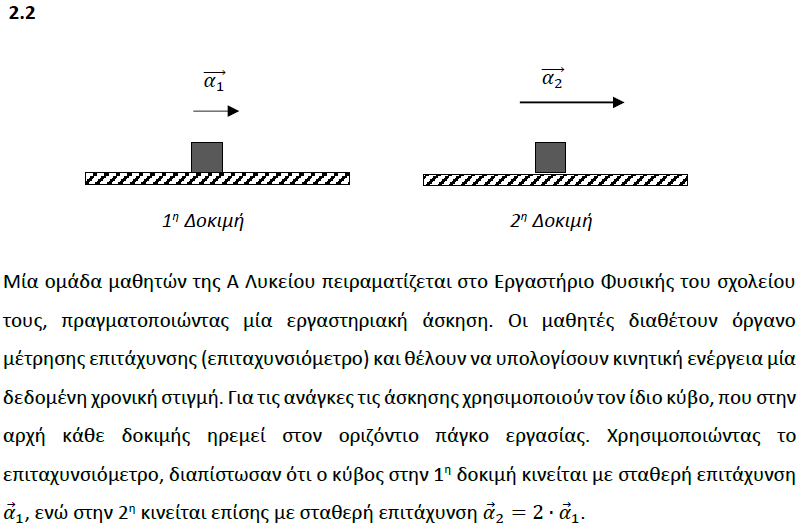 2.2
α₁ α₂
1η Δοκιμή 2η Δοκιμή
Μία ομάδα μαθητών της Α Λυκείου πειραματίζεται στο Εργαστήριο Φυσικής του σχολείου
τους, πραγματοποιώντας μία εργαστηριακή άσκηση. Οι μαθητές διαθέτουν όργανο
μέτρησης επιτάχυνσης (επιταχυνσιόμετρο) και θέλουν να υπολογίσουν κινητική ενέργεια μία
δεδομένη χρονική στιγμή. Για τις ανάγκες τις άσκησης χρησιμοποιούν τον ίδιο κύβο, που στην
αρχή κάθε δοκιμής ηρεμεί στον οριζόντιο πάγκο εργασίας. Χρησιμοποιώντας το
επιταχυνσιόμετρο, διαπίστωσαν ότι ο κύβος στην 1η δοκιμή κινείται με σταθερή επιτάχυνση
α⃗₁, ενώ στην 2η κινείται επίσης με σταθερή επιτάχυνση α⃗₂ = 2 · α⃗₁.